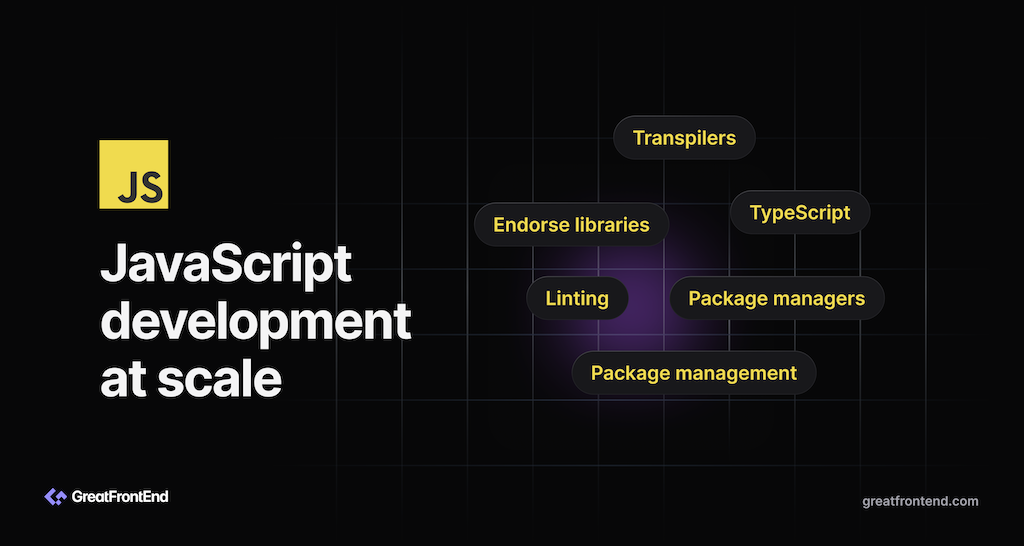 JS
JavaScript
development
at scale
Transpilers
Endorse libraries
TypeScript
Linting
Package managers
Package management
GreatFrontEnd
greatfrontend.com